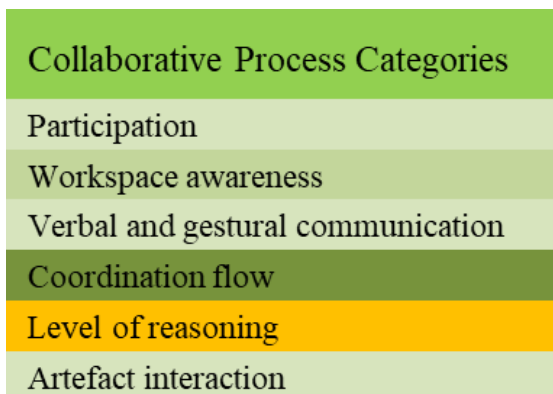 Collaborative Process Categories
Participation
Workspace awareness
Verbal and gestural communication
Coordination flow
Level of reasoning
Artefact interaction